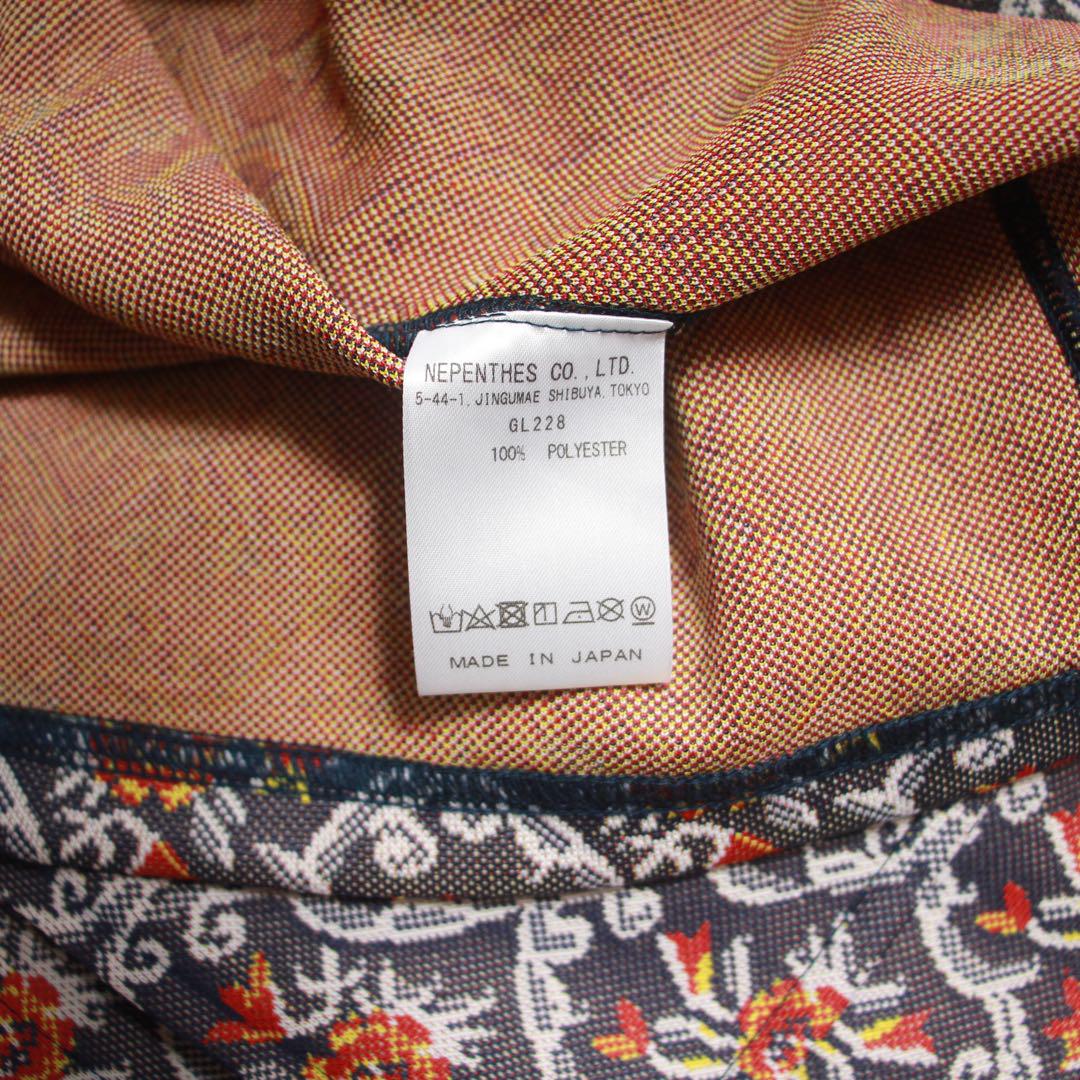 NEPENTHES CO.,LTD.
5-44-1, JINGUMAE SHIBUYA, TOKYO
GL228
100% POLYESTER
W
MADE IN JAPAN